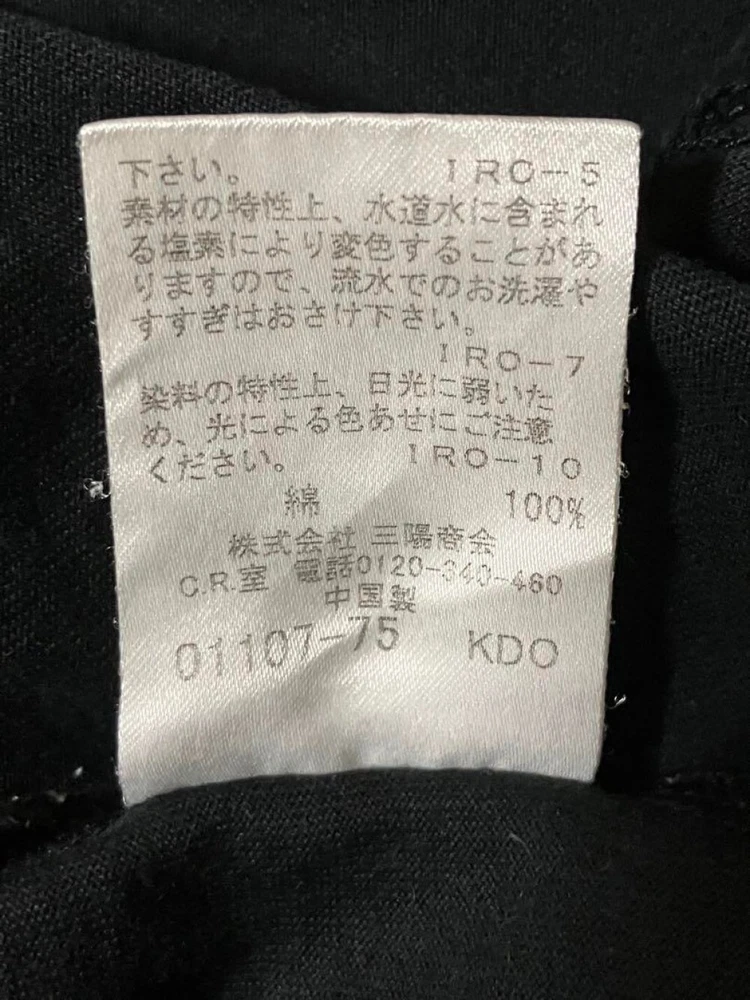 下さい。 IRO-5
素材の特性上、水道水に含まれ
る塩素により変色することがあ
りますので、流水でのお洗濯や
すすぎはおさけ下さい。
IRO-7
染料の特性上、日光に弱いた
め、光による色あせにご注意
ください。 IRO-10
綿 100%
株式会社 三陽商会
C.R.室 電話0120-340-460
中国製
01107-75 KDO